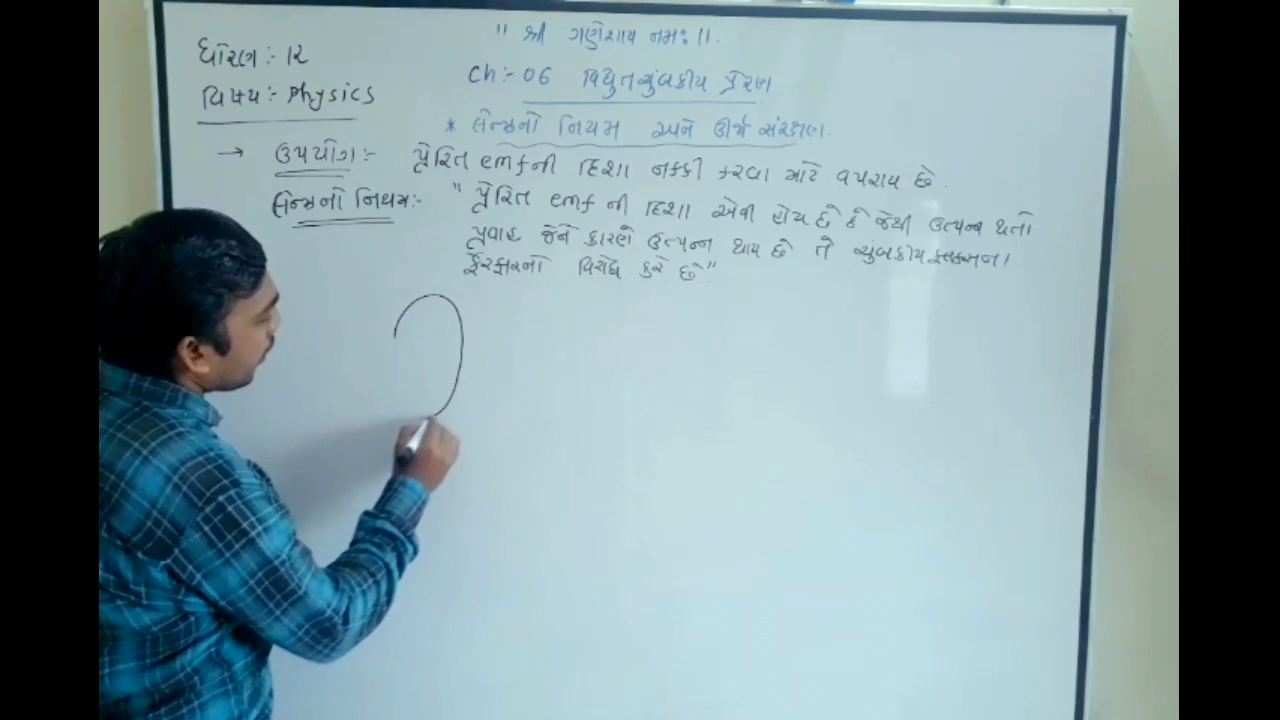 " શ્રી ગણેશાય નમઃ ||.
ધોરણ :- 12
Ch:- 06 વિદ્યુતચુંબકીય પ્રેરણ
વિષય :- Physics
* લેન્ઝનો નિયમ અને ઊર્જા સંરક્ષણ.
→ ઉપયોગ :- પ્રેરિત emf ની દિશા નક્કી કરવા માટે વપરાય છે.
લેન્ઝનો નિયમ :- " પ્રેરિત emf ની દિશા એવી હોય છે કે જેથી ઉત્પન્ન થતો
પ્રવાહ જેને કારણે ઉત્પન્ન થાય છે તે ચુંબકીય ફ્લક્સના
ફેરફારનો વિરોધ કરે છે"